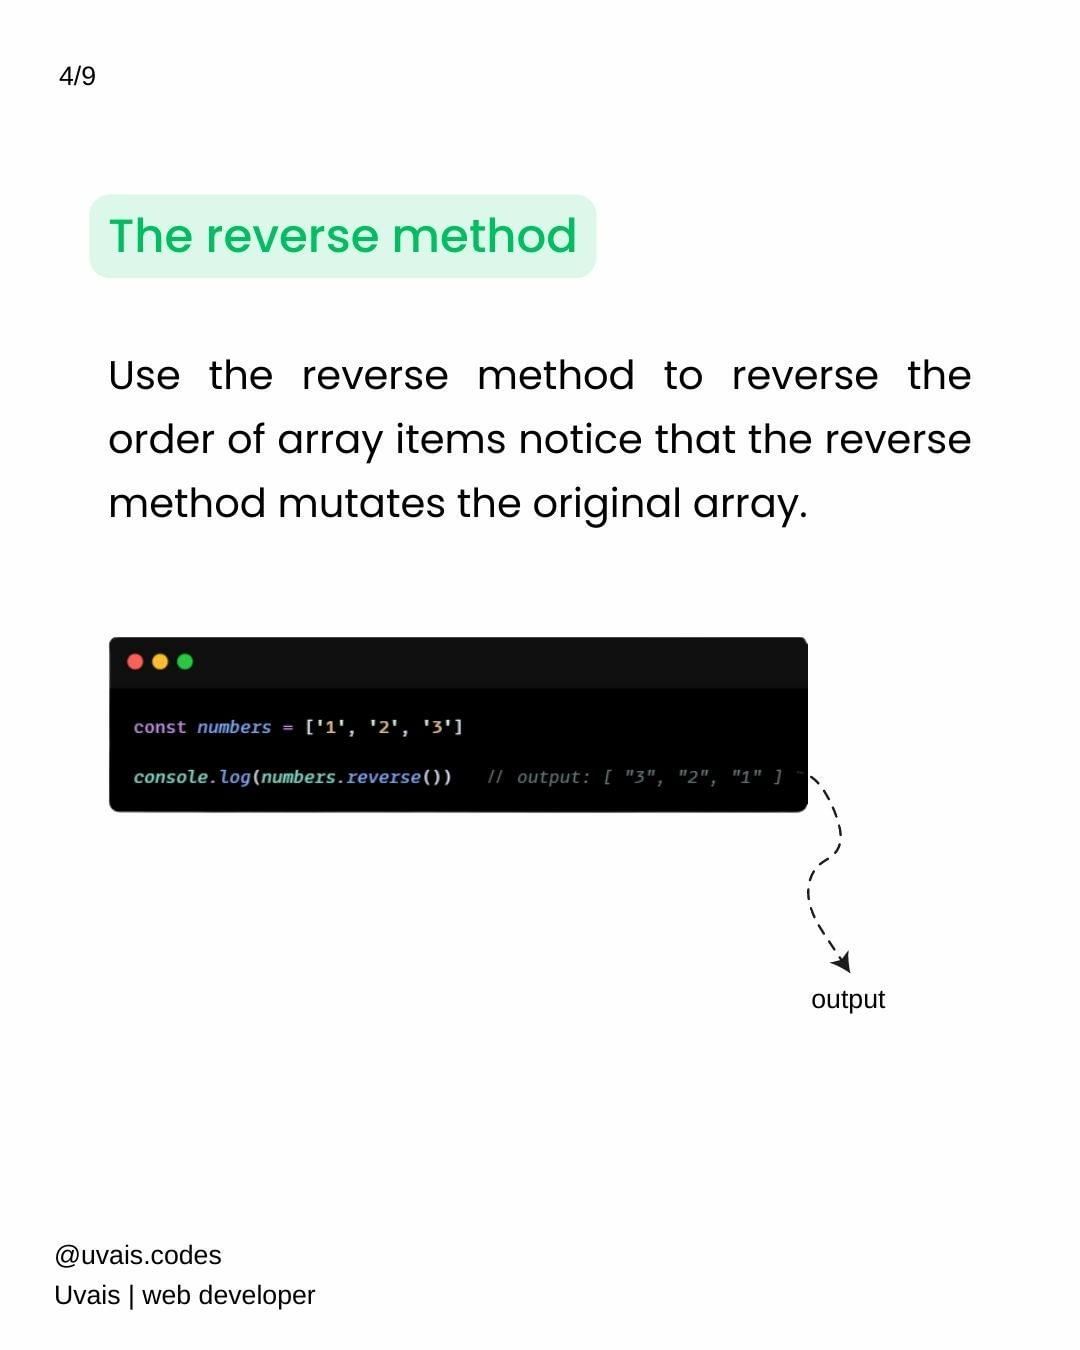 4/9
The reverse method
Use the reverse method to reverse the
order of array items notice that the reverse
method mutates the original array.
const numbers = ['1', '2', '3']
console.log(numbers.reverse()) // output: [ "3", "2", "1" ]
output
@uvais.codes
Uvais | web developer